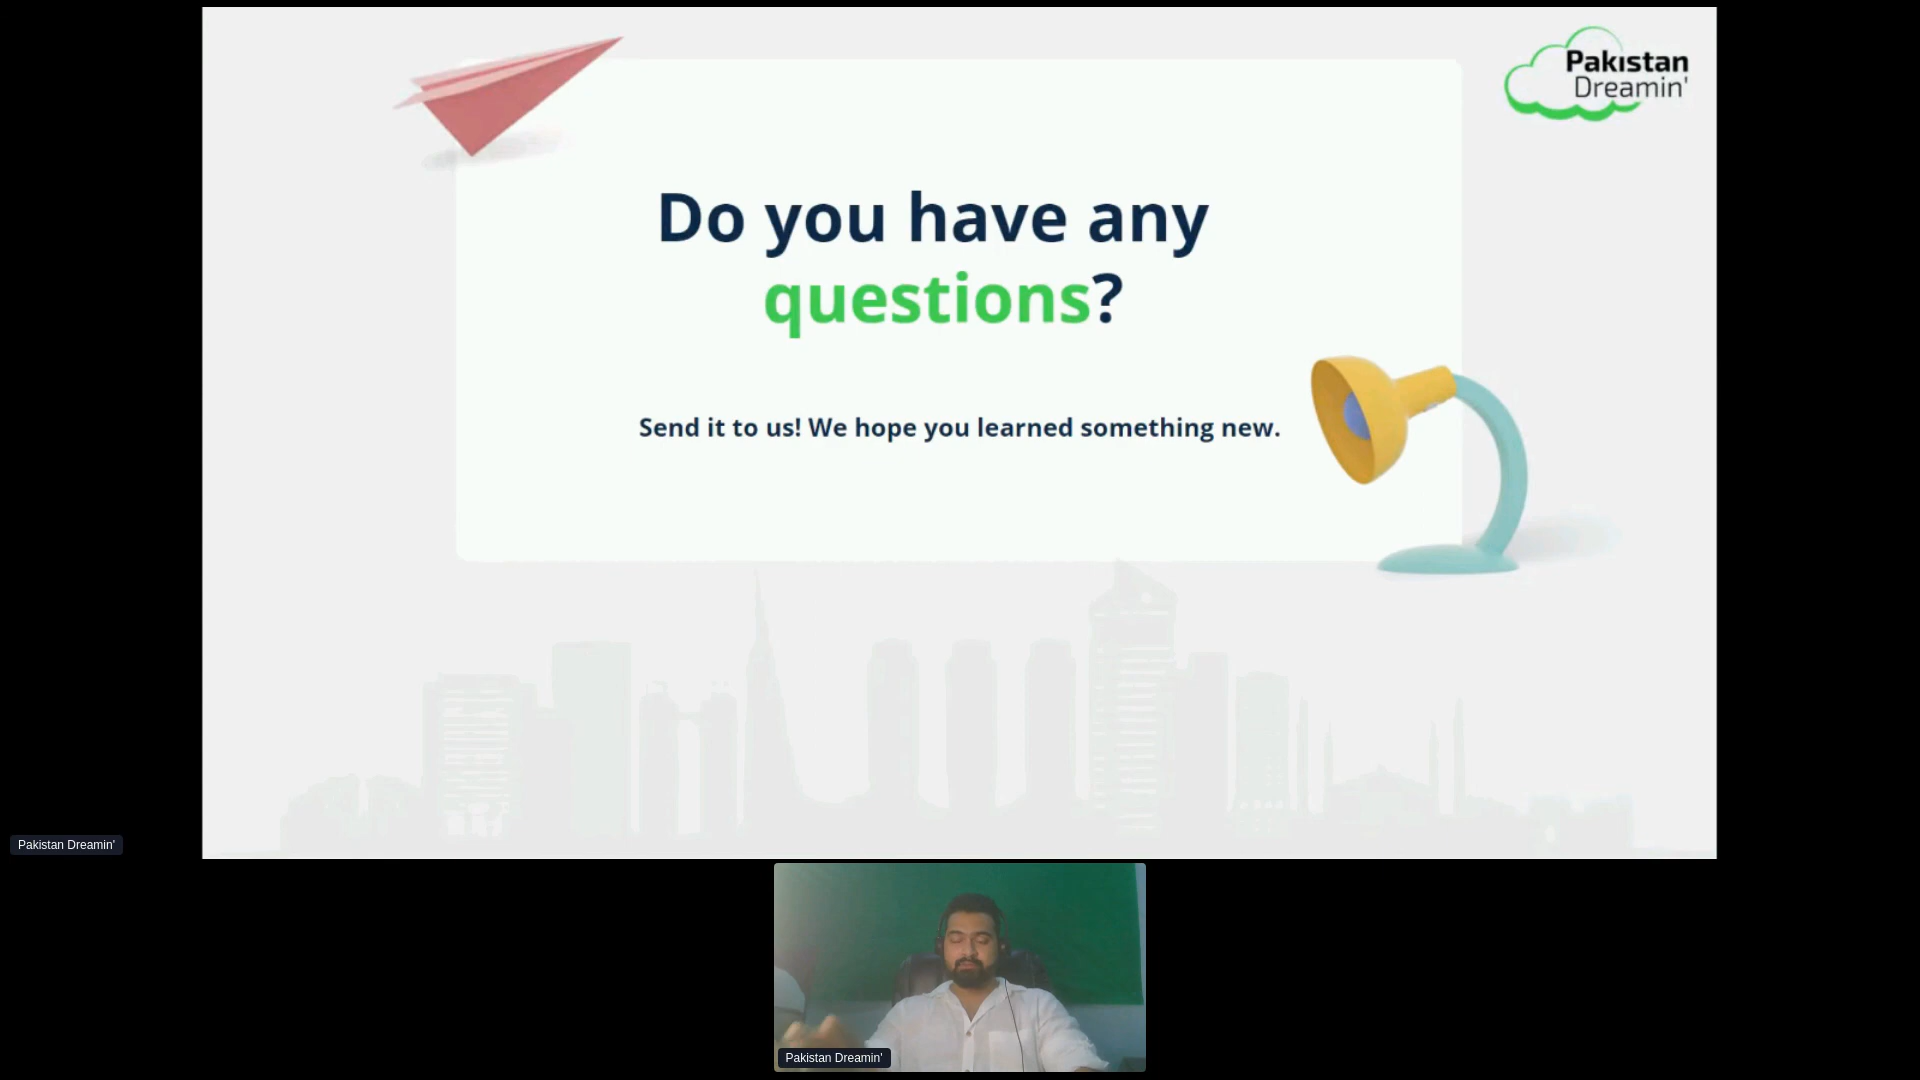 Pakistan
Dreamin'
Do you have any
questions?
Send it to us! We hope you learned something new.
Pakistan Dreamin'
Pakistan Dreamin'